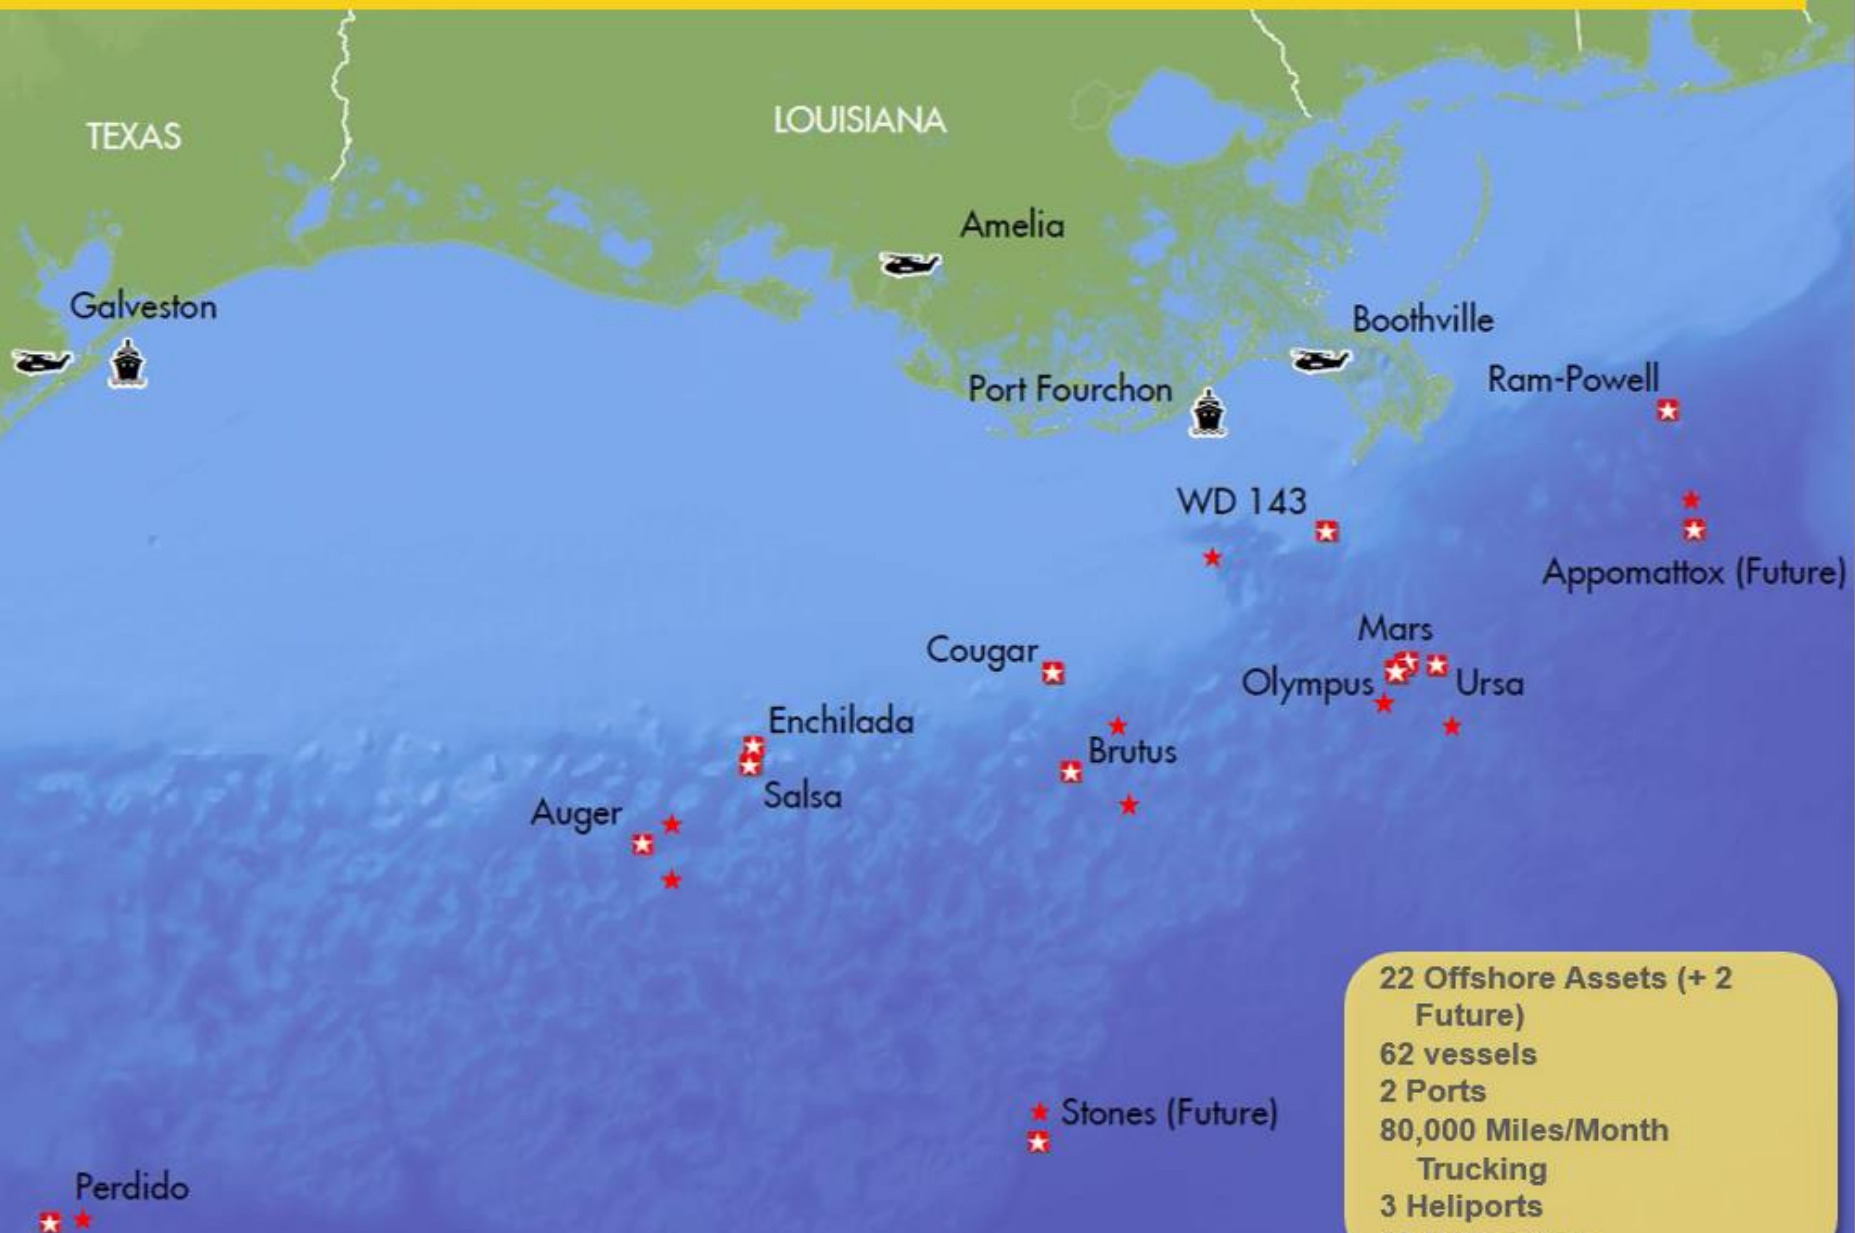 TEXAS
LOUISIANA
Amelia
Galveston
Boothville
Port Fourchon
Ram-Powell
WD 143
Appomattox (Future)
Mars
Cougar
Olympus
Ursa
Enchilada
Brutus
Salsa
Auger
22 Offshore Assets (+ 2
Future)
62 vessels
2 Ports
80,000 Miles/Month
Trucking
3 Heliports
Stones (Future)
Perdido